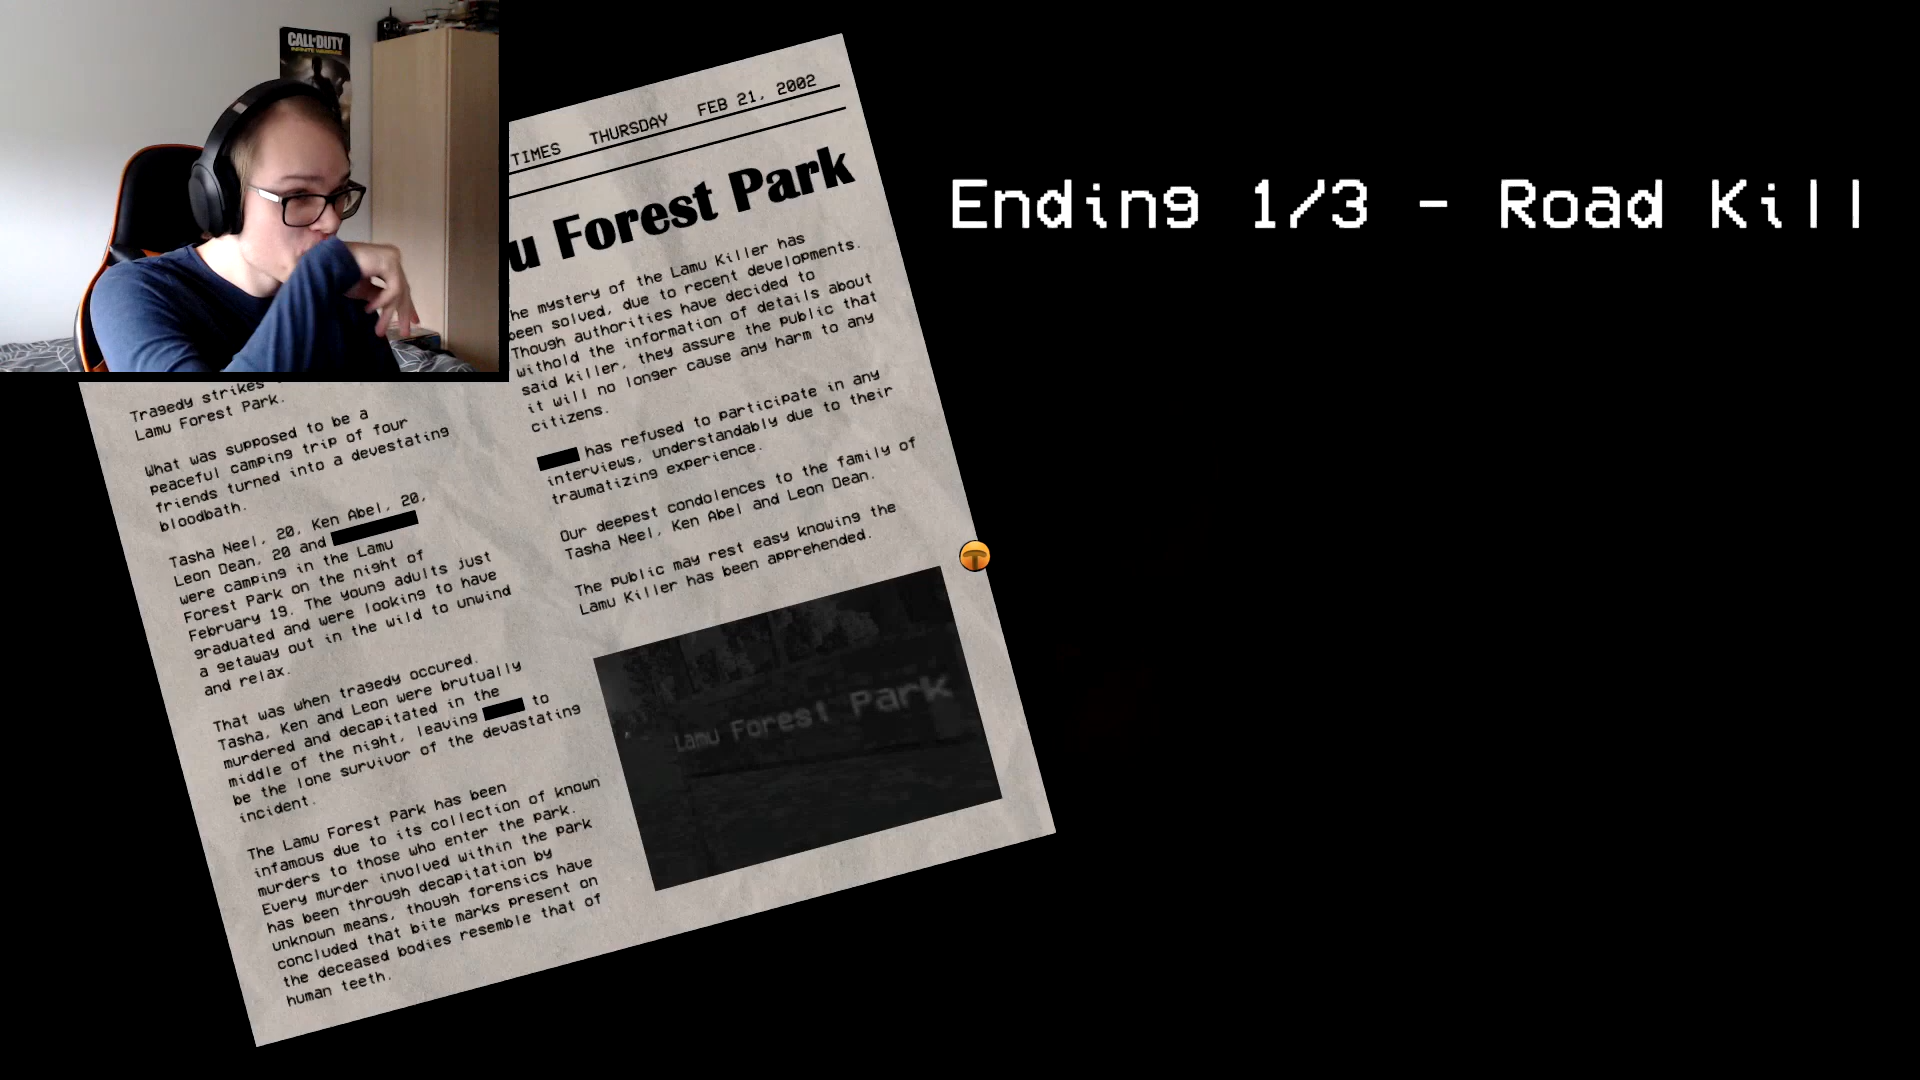 CALL OF DUTY
TIMES THURSDAY FEB 21, 2002
Forest Park
Tragedy strikes
Lamu Forest Park.
What was supposed to be a
peaceful camping trip of four
friends turned into a devestating
bloodbath.
Tasha Neel, 20, Ken Abel, 20,
Leon Dean, 20 and
were camping in the Lamu
Forest Park on the night of
February 19. The young adults just
graduated and were looking to have
a getaway out in the wild to unwind
and relax.
That was when tragedy occured.
Tasha, Ken and Leon were brutually
murdered and decapitated in the
middle of the night, leaving to
be the lone survivor of the devastating
incident.
The Lamu Forest Park has been
infamous due to its collection of known
murders to those who enter the park.
Every murder involved within the park
has been through decapitation by
unknown means, though forensics have
concluded that bite marks present on
the deceased bodies resemble that of
human teeth.
he mystery of the Lamu Killer has
been solved, due to recent developments.
Though authorities have decided to
withold the information of details about
said killer, they assure the public that
it will no longer cause any harm to any
citizens.
has refused to participate in any
interviews, understandably due to their
traumatizing experience.
Our deepest condolences to the family of
Tasha Neel, Ken Abel and Leon Dean.
The public may rest easy knowing the
Lamu Killer has been apprehended.
Lamu Forest Park
Ending 1/3 - Road Kill